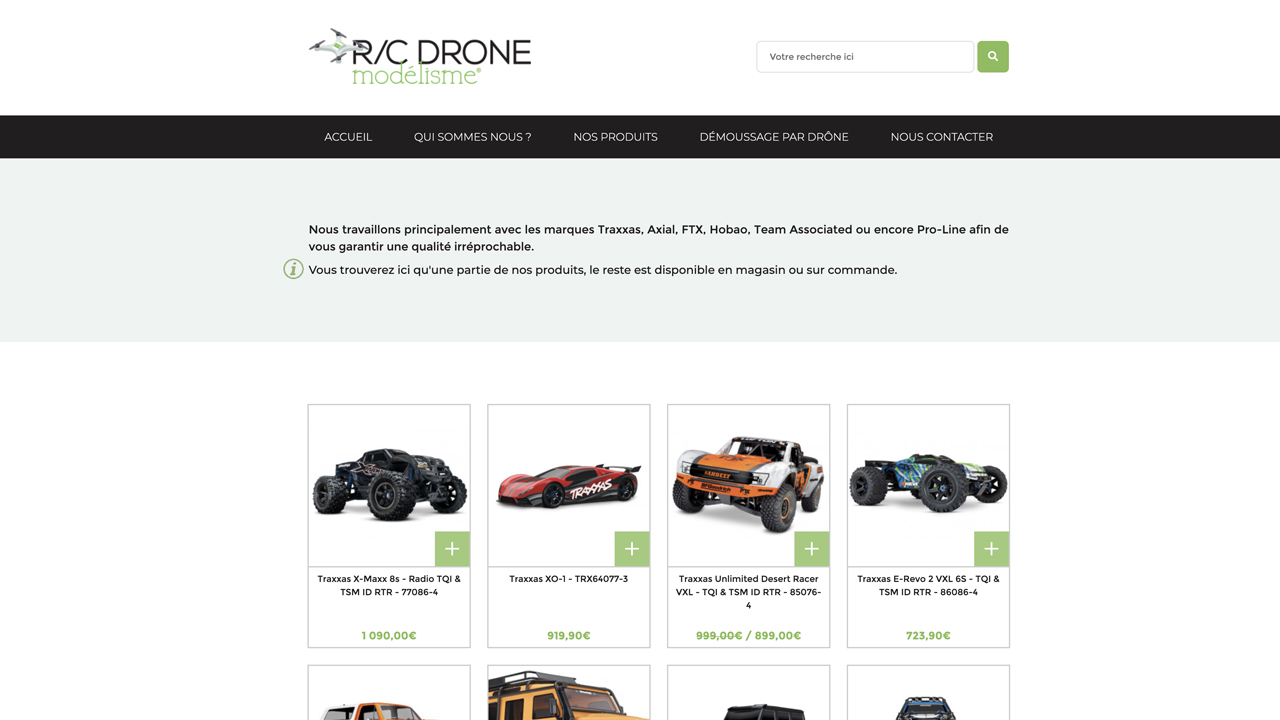 R/C DRONE
modélisme®
Votre recherche ici
ACCUEIL
QUI SOMMES NOUS ?
NOS PRODUITS
DÉMOUSSAGE PAR DRÔNE
NOUS CONTACTER
Nous travaillons principalement avec les marques Traxxas, Axial, FTX, Hobao, Team Associated ou encore Pro-Line afin de
vous garantir une qualité irréprochable.
Vous trouverez ici qu'une partie de nos produits, le reste est disponible en magasin ou sur commande.
TRAXXAS
Traxxas X-Maxx 8s - Radio TQI &
TSM ID RTR - 77086-4
1 090,00€
Traxxas XO-1 - TRX64077-3
919,90€
Traxxas Unlimited Desert Racer
VXL - TQI & TSM ID RTR - 85076-
4
999,00€ / 899,00€
Traxxas E-Revo 2 VXL 6S - TQI &
TSM ID RTR - 86086-4
723,90€